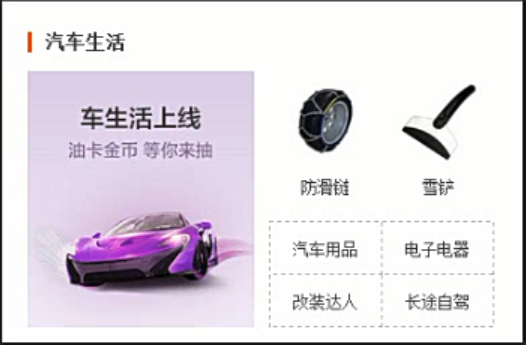 汽车生活
车生活上线
油卡金币 等你来抽
防滑链 雪铲
汽车用品 电子电器
改装达人 长途自驾